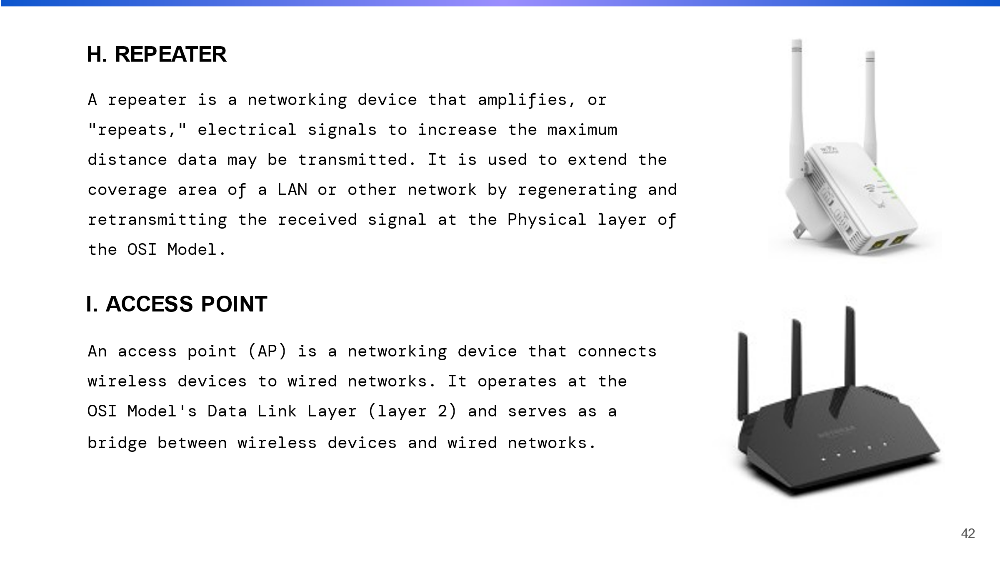 H. REPEATER
A repeater is a networking device that amplifies, or
"repeats," electrical signals to increase the maximum
distance data may be transmitted. It is used to extend the
coverage area of a LAN or other network by regenerating and
retransmitting the received signal at the Physical layer of
the OSI Model.
I. ACCESS POINT
An access point (AP) is a networking device that connects
wireless devices to wired networks. It operates at the
OSI Model's Data Link Layer (layer 2) and serves as a
bridge between wireless devices and wired networks.
42